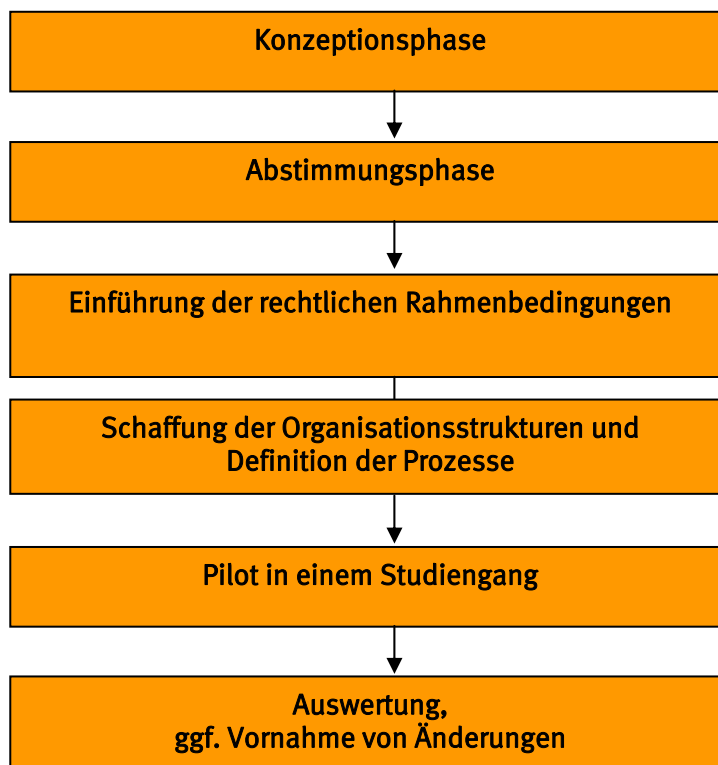 Konzeptionsphase
Abstimmungsphase
Einführung der rechtlichen Rahmenbedingungen
Schaffung der Organisationsstrukturen und
Definition der Prozesse
Pilot in einem Studiengang
Auswertung,
ggf. Vornahme von Änderungen